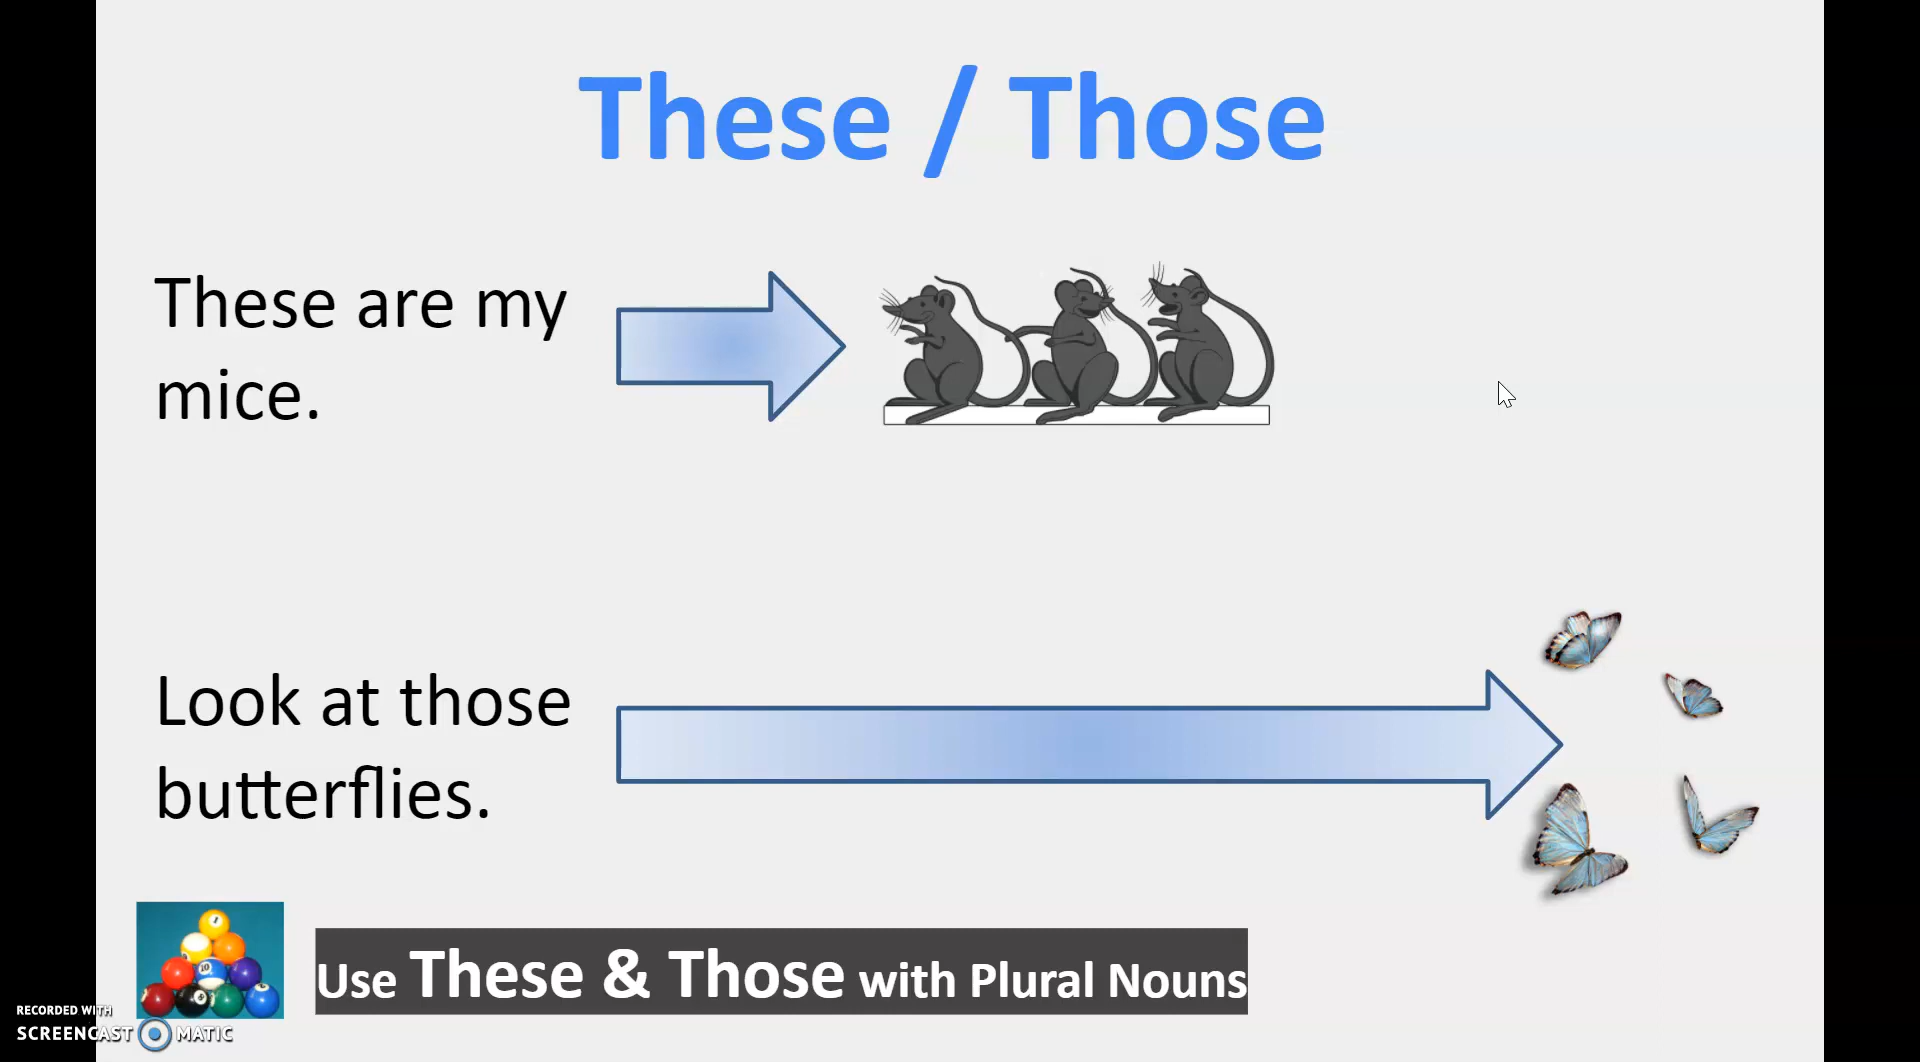 These / Those
These are my
mice.
Look at those
butterflies.
Use These & Those with Plural Nouns
RECORDED WITH
SCREENCAST MATIC